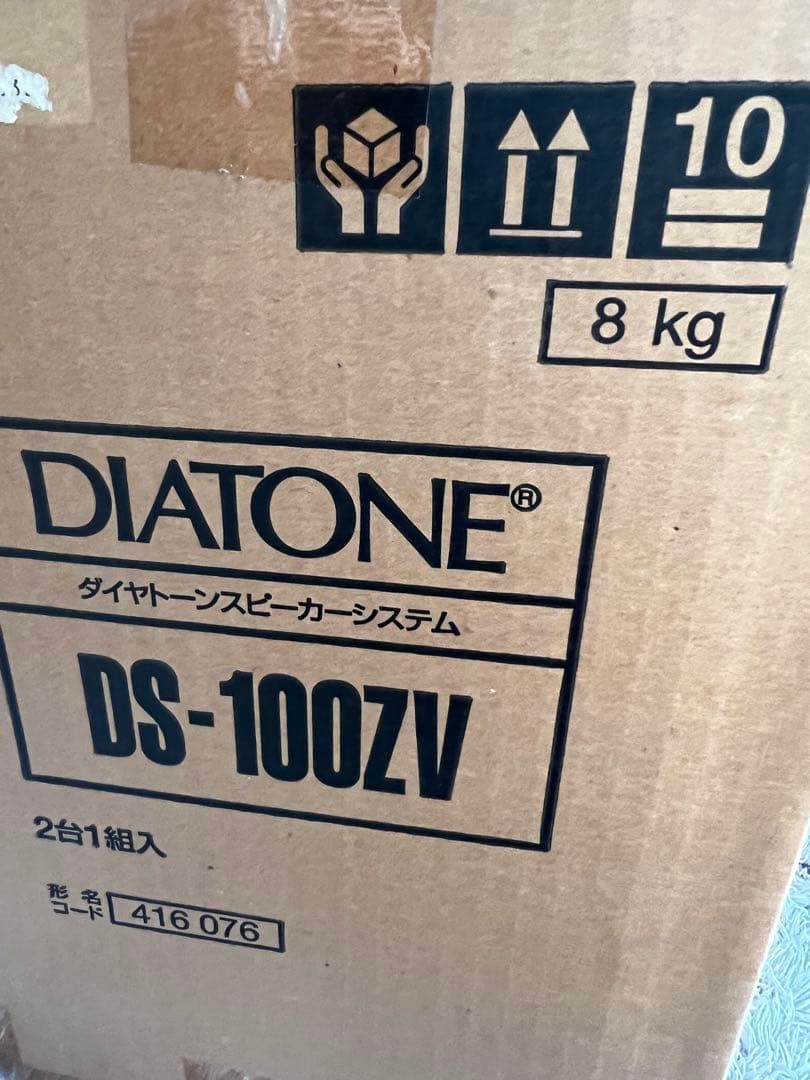 10
8 kg
DIATONE®
ダイヤトーンスピーカーシステム
DS-100ZV
2台1組入
形名
コード 416 076